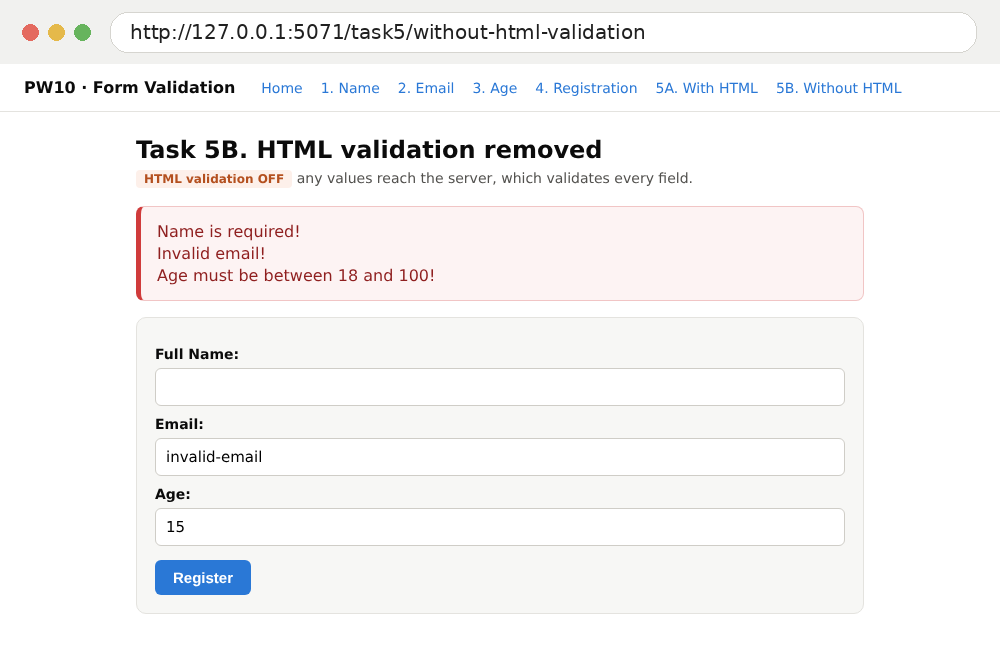 http://127.0.0.1:5071/task5/without-html-validation
PW10 · Form Validation Home 1. Name 2. Email 3. Age 4. Registration 5A. With HTML 5B. Without HTML
Task 5B. HTML validation removed
HTML validation OFF any values reach the server, which validates every field.
Name is required!
Invalid email!
Age must be between 18 and 100!
Full Name:
Email:
invalid-email
Age:
15
Register